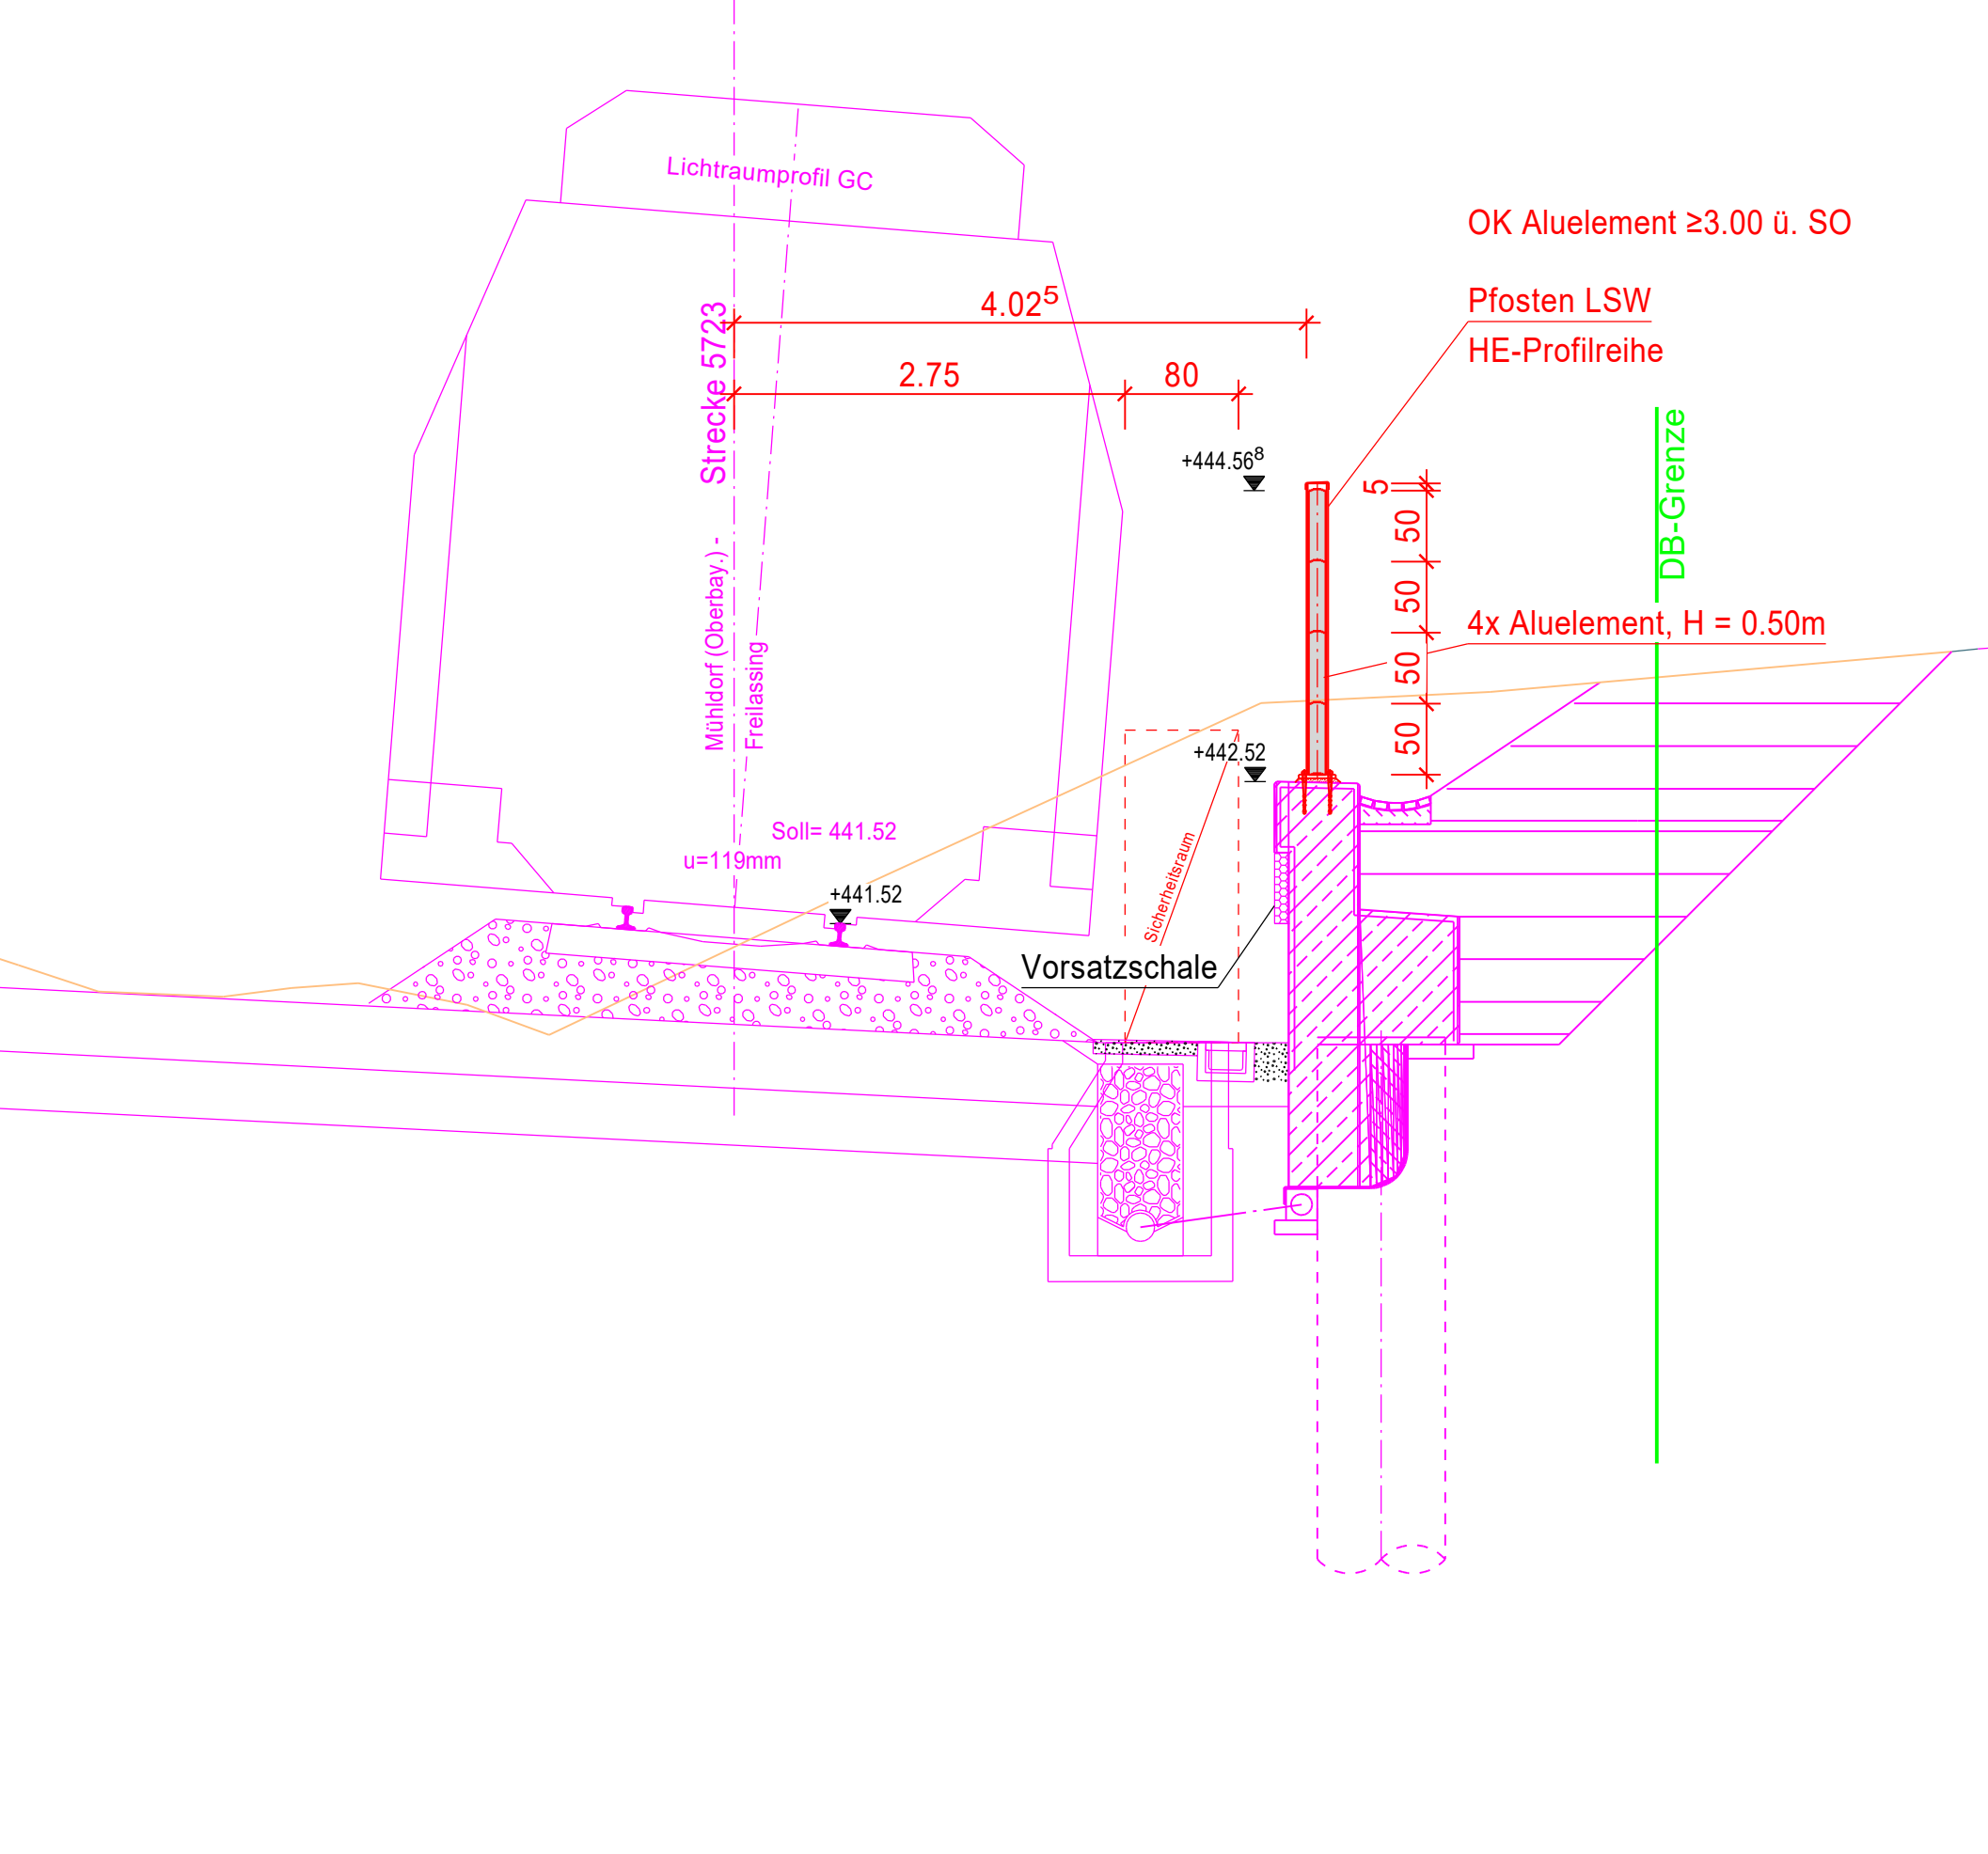 Lichtraumprofil GC
OK Aluelement ≥3.00 ü. SO
Pfosten LSW
HE-Profilreihe
4.02⁵
2.75
80
Strecke 5723
Mühldorf (Oberbay.) -
Freilassing
+444.56⁸
5
50
50
50
50
DB-Grenze
4x Aluelement, H = 0.50m
+442.52
Soll= 441.52
u=119mm
+441.52
Sicherheitsraum
Vorsatzschale